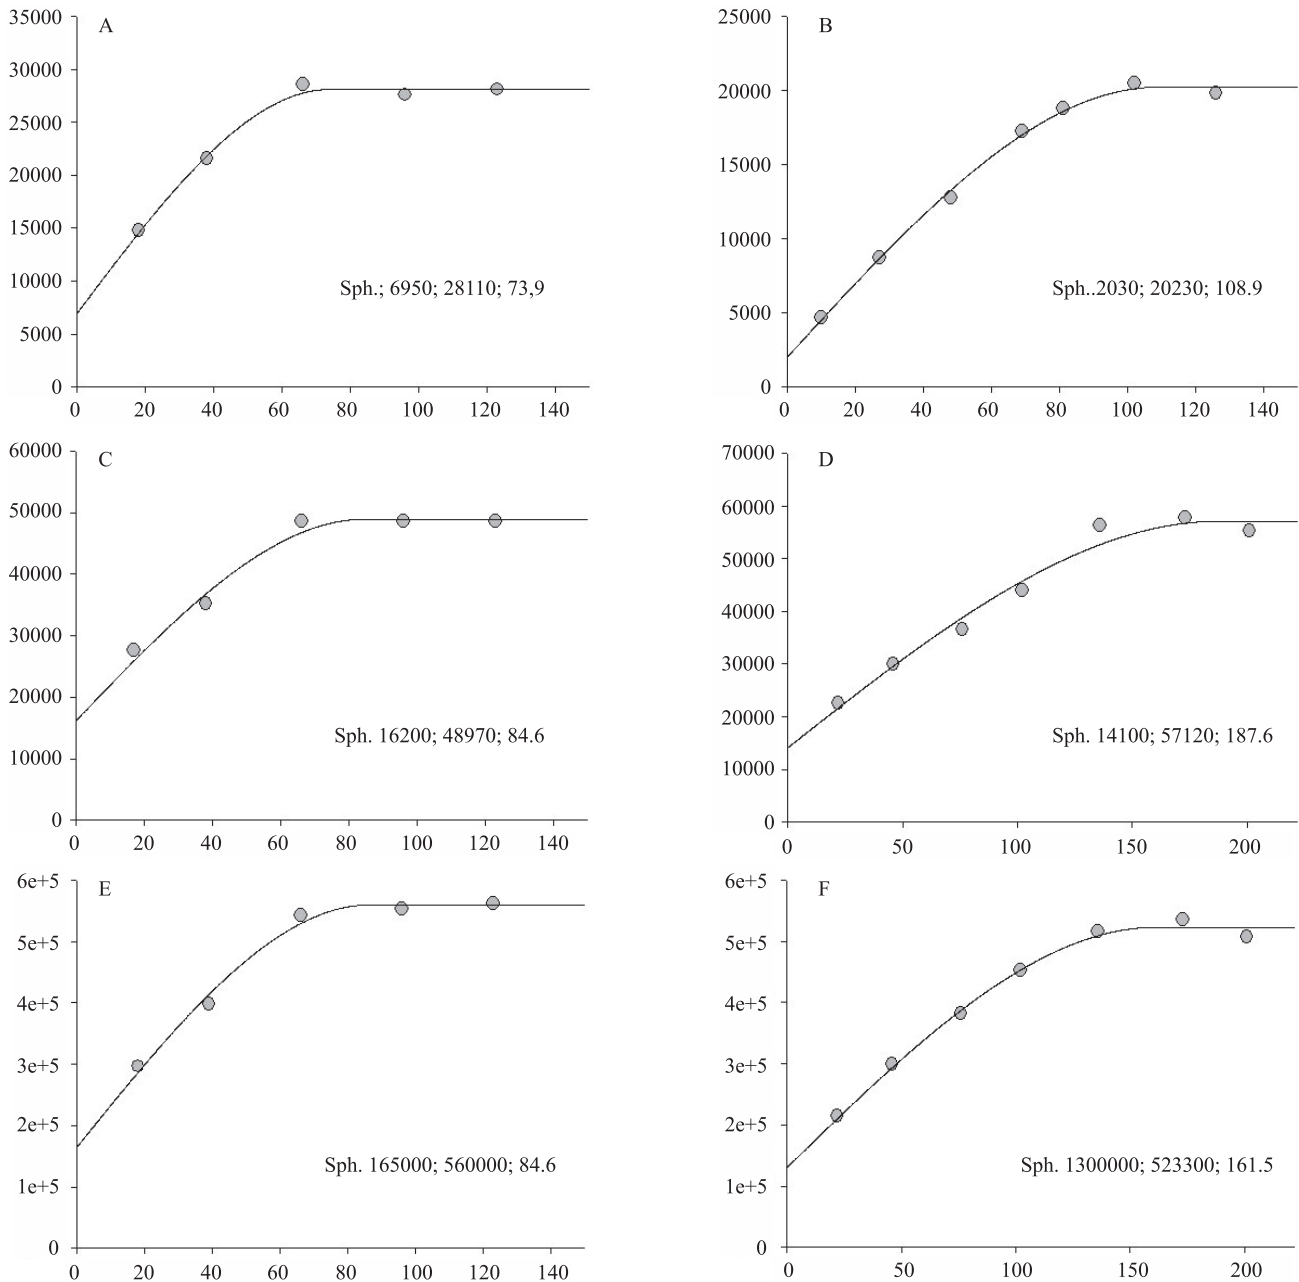 A
35000
30000
25000
20000
15000
10000
5000
0
Sph.; 6950; 28110; 73,9
0 20 40 60 80 100 120 140
B
25000
20000
15000
10000
5000
0
Sph..2030; 20230; 108.9
0 20 40 60 80 100 120 140
C
60000
50000
40000
30000
20000
10000
0
Sph. 16200; 48970; 84.6
0 20 40 60 80 100 120 140
D
70000
60000
50000
40000
30000
20000
10000
0
Sph. 14100; 57120; 187.6
0 50 100 150 200
E
6e+5
5e+5
4e+5
3e+5
2e+5
1e+5
0
Sph. 165000; 560000; 84.6
0 20 40 60 80 100 120 140
F
6e+5
5e+5
4e+5
3e+5
2e+5
1e+5
0
Sph. 1300000; 523300; 161.5
0 50 100 150 200